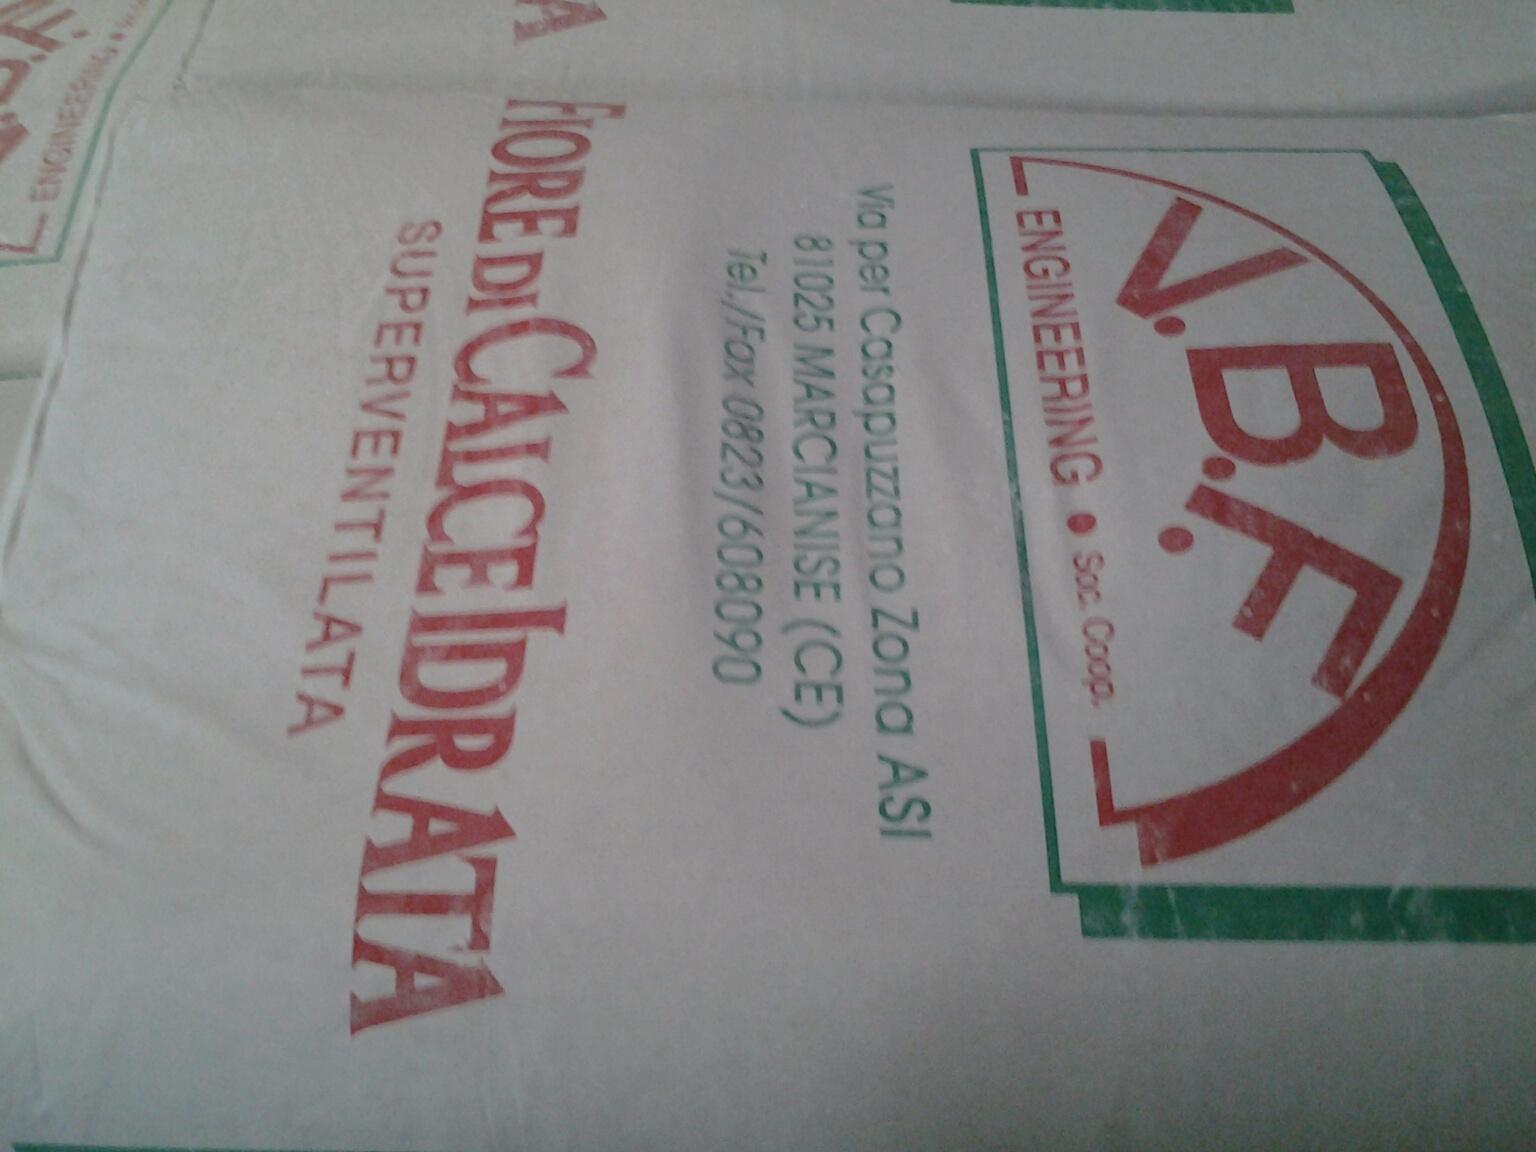 V.B.F.
ENGINEERING • Soc. Coop.
Via per Casapuzzano Zona ASI
81025 MARCIANISE (CE)
Tel./Fax 0823/608090
FIORE DI CALCE IDRATA
SUPERVENTILATA
A
ENGINEERING •